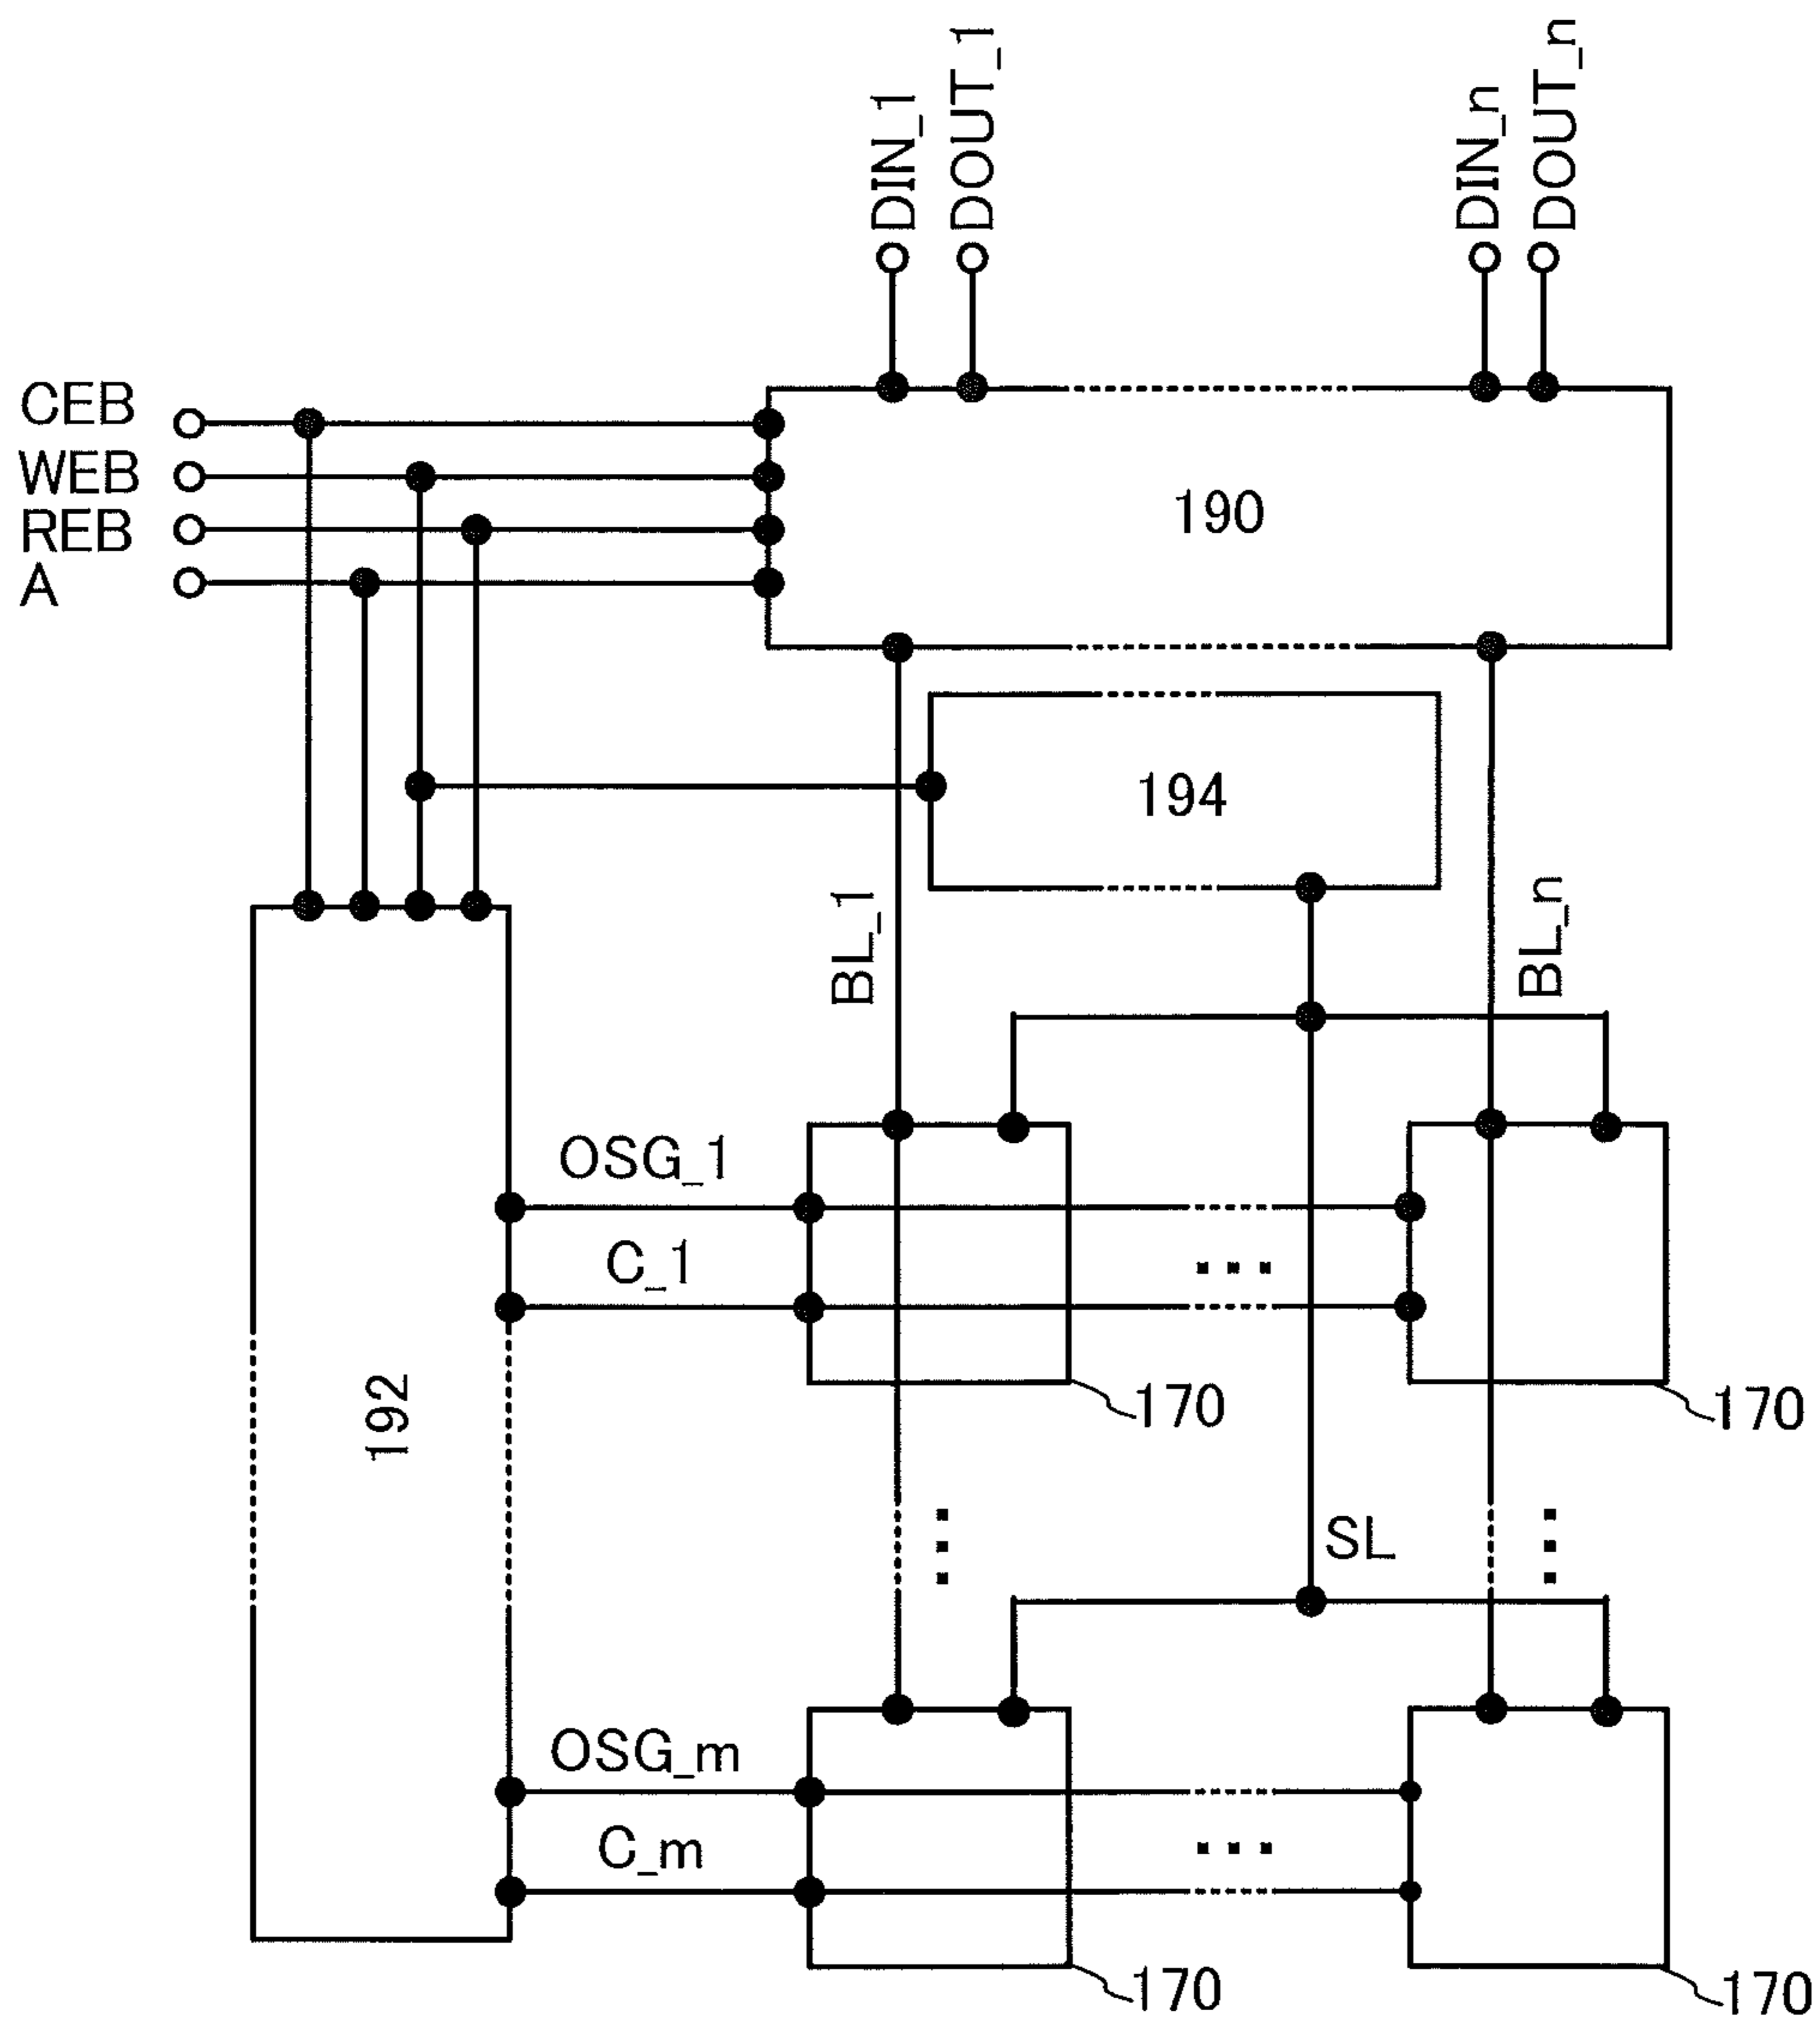 DIN_1
DOUT_1
DIN_n
DOUT_n
CEB
WEB
REB
A
190
194
BL_1
BL_n
OSG_1
C_1
192
170
170
SL
OSG_m
C_m
170
170